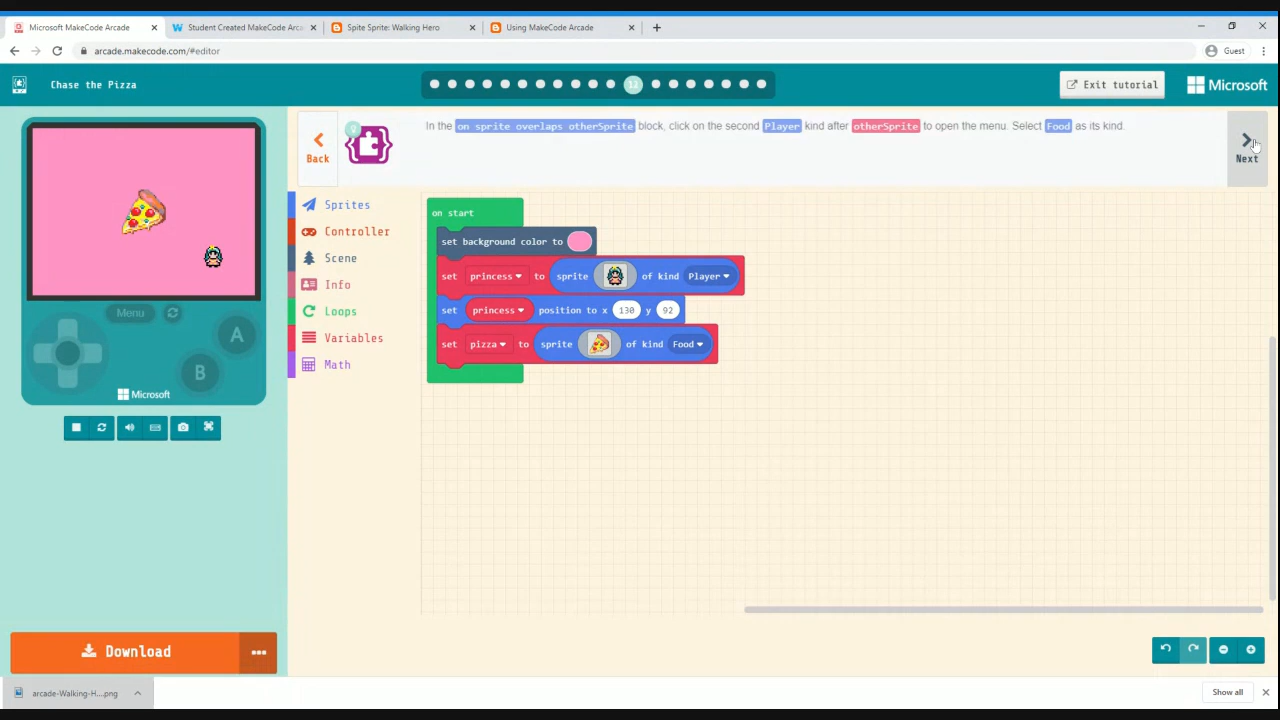 Microsoft MakeCode Arcade
Student Created MakeCode Arca
Spite Sprite: Walking Hero
Using MakeCode Arcade
arcade.makecode.com/#editor
Guest
Chase the Pizza
Exit tutorial
Microsoft
Back
In the on sprite overlaps otherSprite block, click on the second Player kind after otherSprite to open the menu. Select Food as its kind.
Next
Menu
A
B
Microsoft
Sprites
Controller
Scene
Info
Loops
Variables
Math
on start
set background color to
set princess to sprite of kind Player
set princess position to x 130 y 92
set pizza to sprite of kind Food
Download
arcade-Walking-H....png
Show all